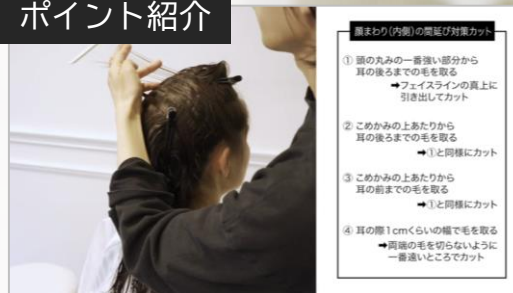 ポイント紹介
顔まわり(内側)の間延び対策カット
① 頭の丸みの一番強い部分から
耳の後ろまでの毛を取る
➡フェイスラインの真上に
引き出してカット
② こめかみの上あたりから
耳の後ろまでの毛を取る
➡①と同様にカット
③ こめかみの上あたりから
耳の前までの毛を取る
➡①と同様にカット
④ 耳の際1cmくらいの幅で毛を取る
➡両端の毛を切らないように
一番遠いところでカット